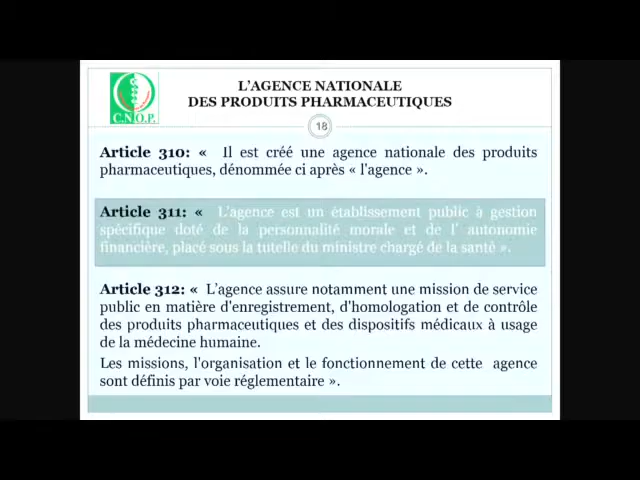 C.N.O.P.
L'AGENCE NATIONALE
DES PRODUITS PHARMACEUTIQUES
18
Article 310: « Il est créé une agence nationale des produits
pharmaceutiques, dénommée ci après « l'agence ».
Article 311: « L'agence est un établissement public à gestion
spécifique doté de la personnalité morale et de l' autonomie
financière, placé sous la tutelle du ministre chargé de la santé ».
Article 312: « L'agence assure notamment une mission de service
public en matière d'enregistrement, d'homologation et de contrôle
des produits pharmaceutiques et des dispositifs médicaux à usage
de la médecine humaine.
Les missions, l'organisation et le fonctionnement de cette agence
sont définis par voie réglementaire ».